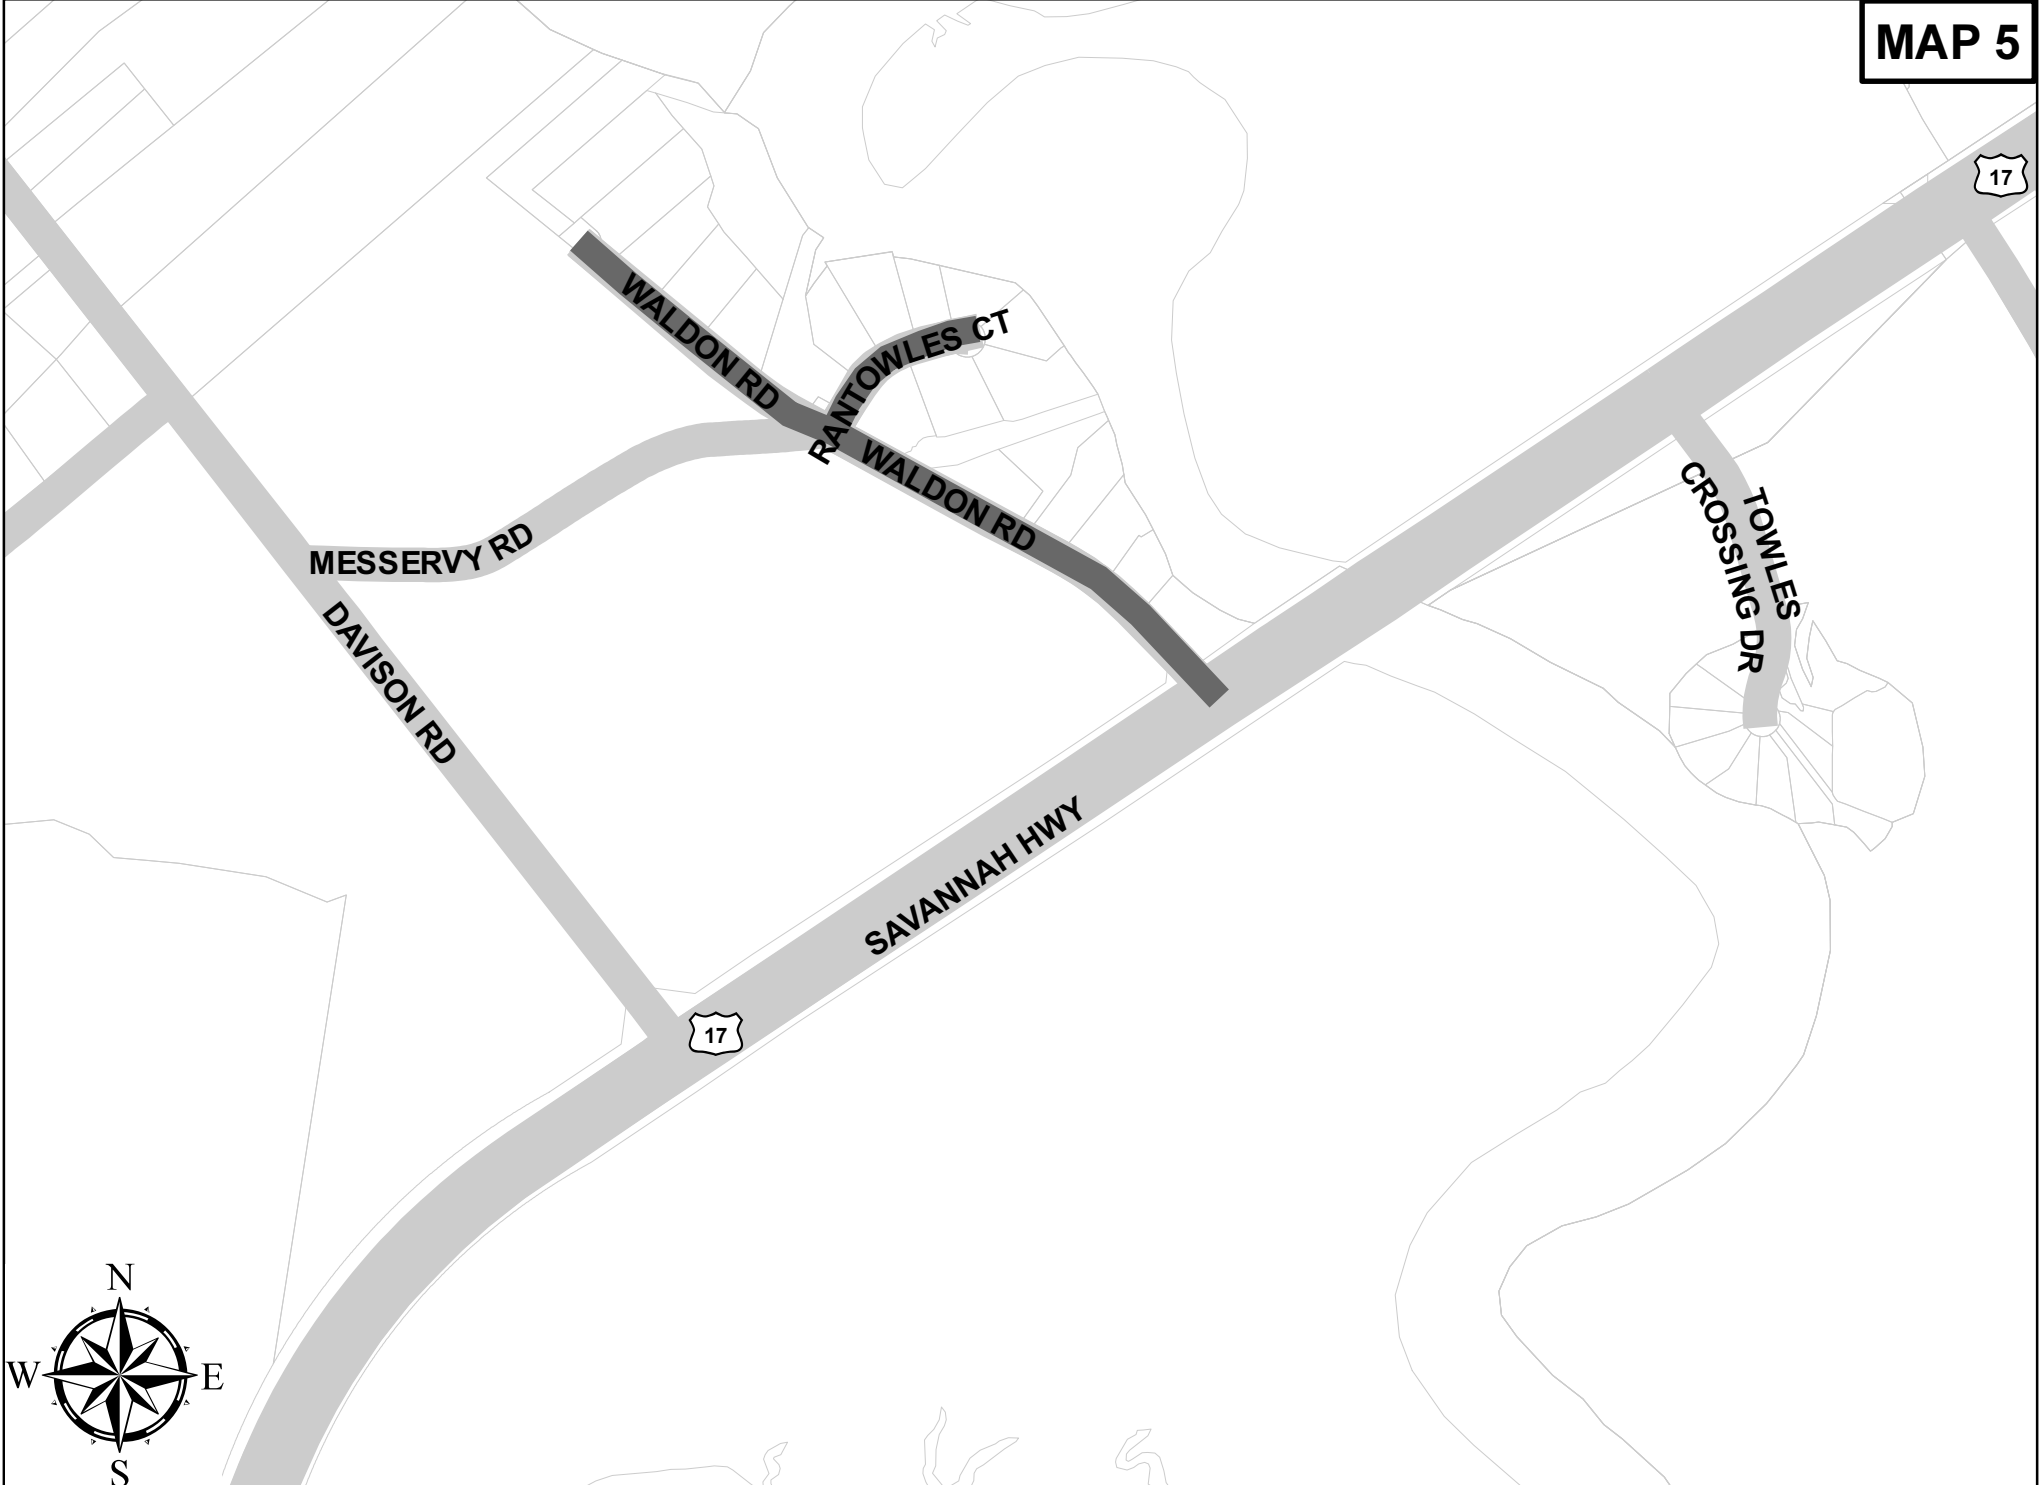 MAP 5
17
WALDON RD
RANTOWLES CT
WALDON RD
MESSERVY RD
TOWLES
CROSSING DR
DAVISON RD
SAVANNAH HWY
17
N
W
E
S